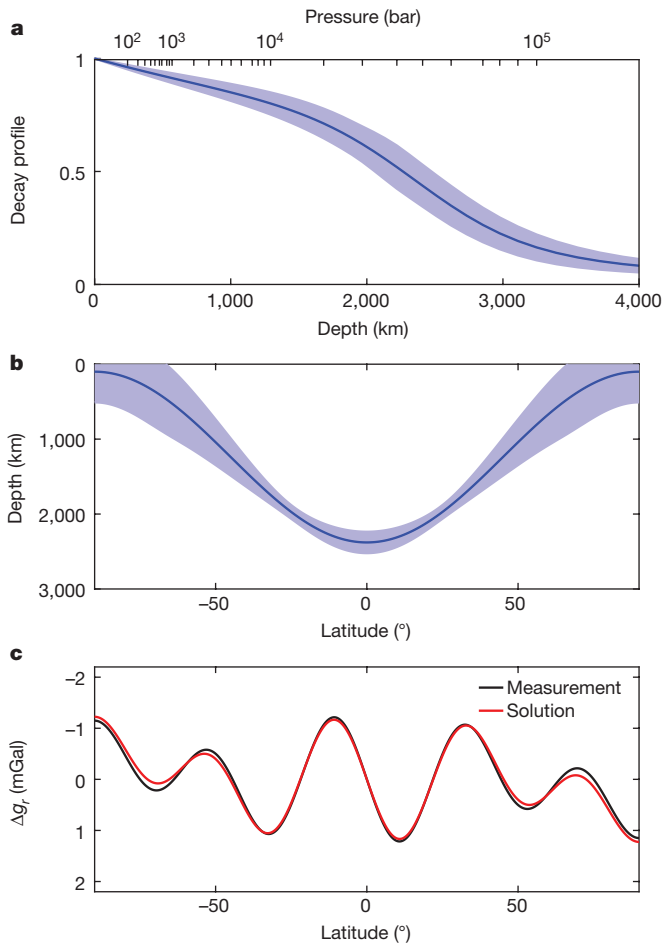 a
Pressure (bar)
10² 10³ 10⁴ 10⁵
1
0.5
0
Decay profile
0 1,000 2,000 3,000 4,000
Depth (km)
b
0
1,000
2,000
3,000
Depth (km)
−50 0 50
Latitude (°)
c
−2
−1
0
1
2
Δgᵣ (mGal)
Measurement
Solution
−50 0 50
Latitude (°)